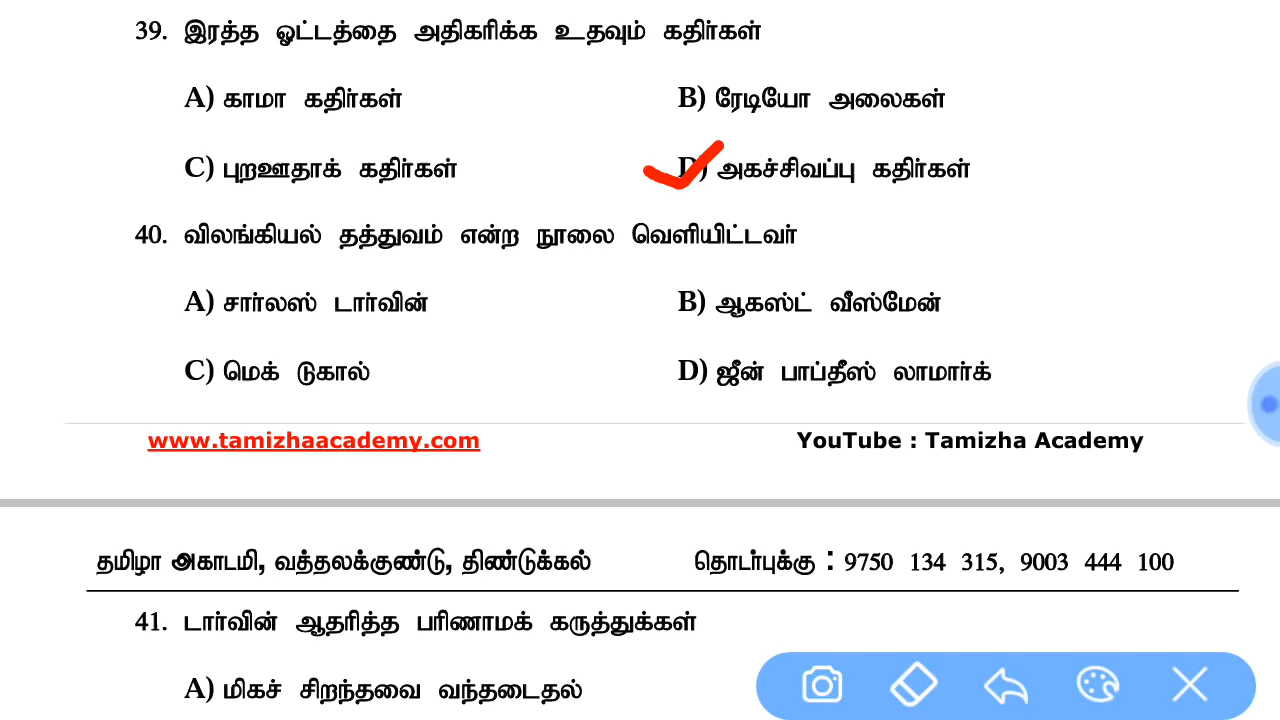 39. இரத்த ஓட்டத்தை அதிகரிக்க உதவும் கதிர்கள்
A) காமா கதிர்கள் B) ரேடியோ அலைகள்
C) புறஊதாக் கதிர்கள் D) அகச்சிவப்பு கதிர்கள்
40. விலங்கியல் தத்துவம் என்ற நூலை வெளியிட்டவர்
A) சார்லஸ் டார்வின் B) ஆகஸ்ட் வீஸ்மேன்
C) மெக் டுகால் D) ஜீன் பாப்தீஸ் லாமார்க்
www.tamizhaacademy.com YouTube : Tamizha Academy
தமிழா அகாடமி, வத்தலக்குண்டு, திண்டுக்கல் தொடர்புக்கு : 9750 134 315, 9003 444 100
41. டார்வின் ஆதரித்த பரிணாமக் கருத்துக்கள்
A) மிகச் சிறந்தவை வந்தடைதல்